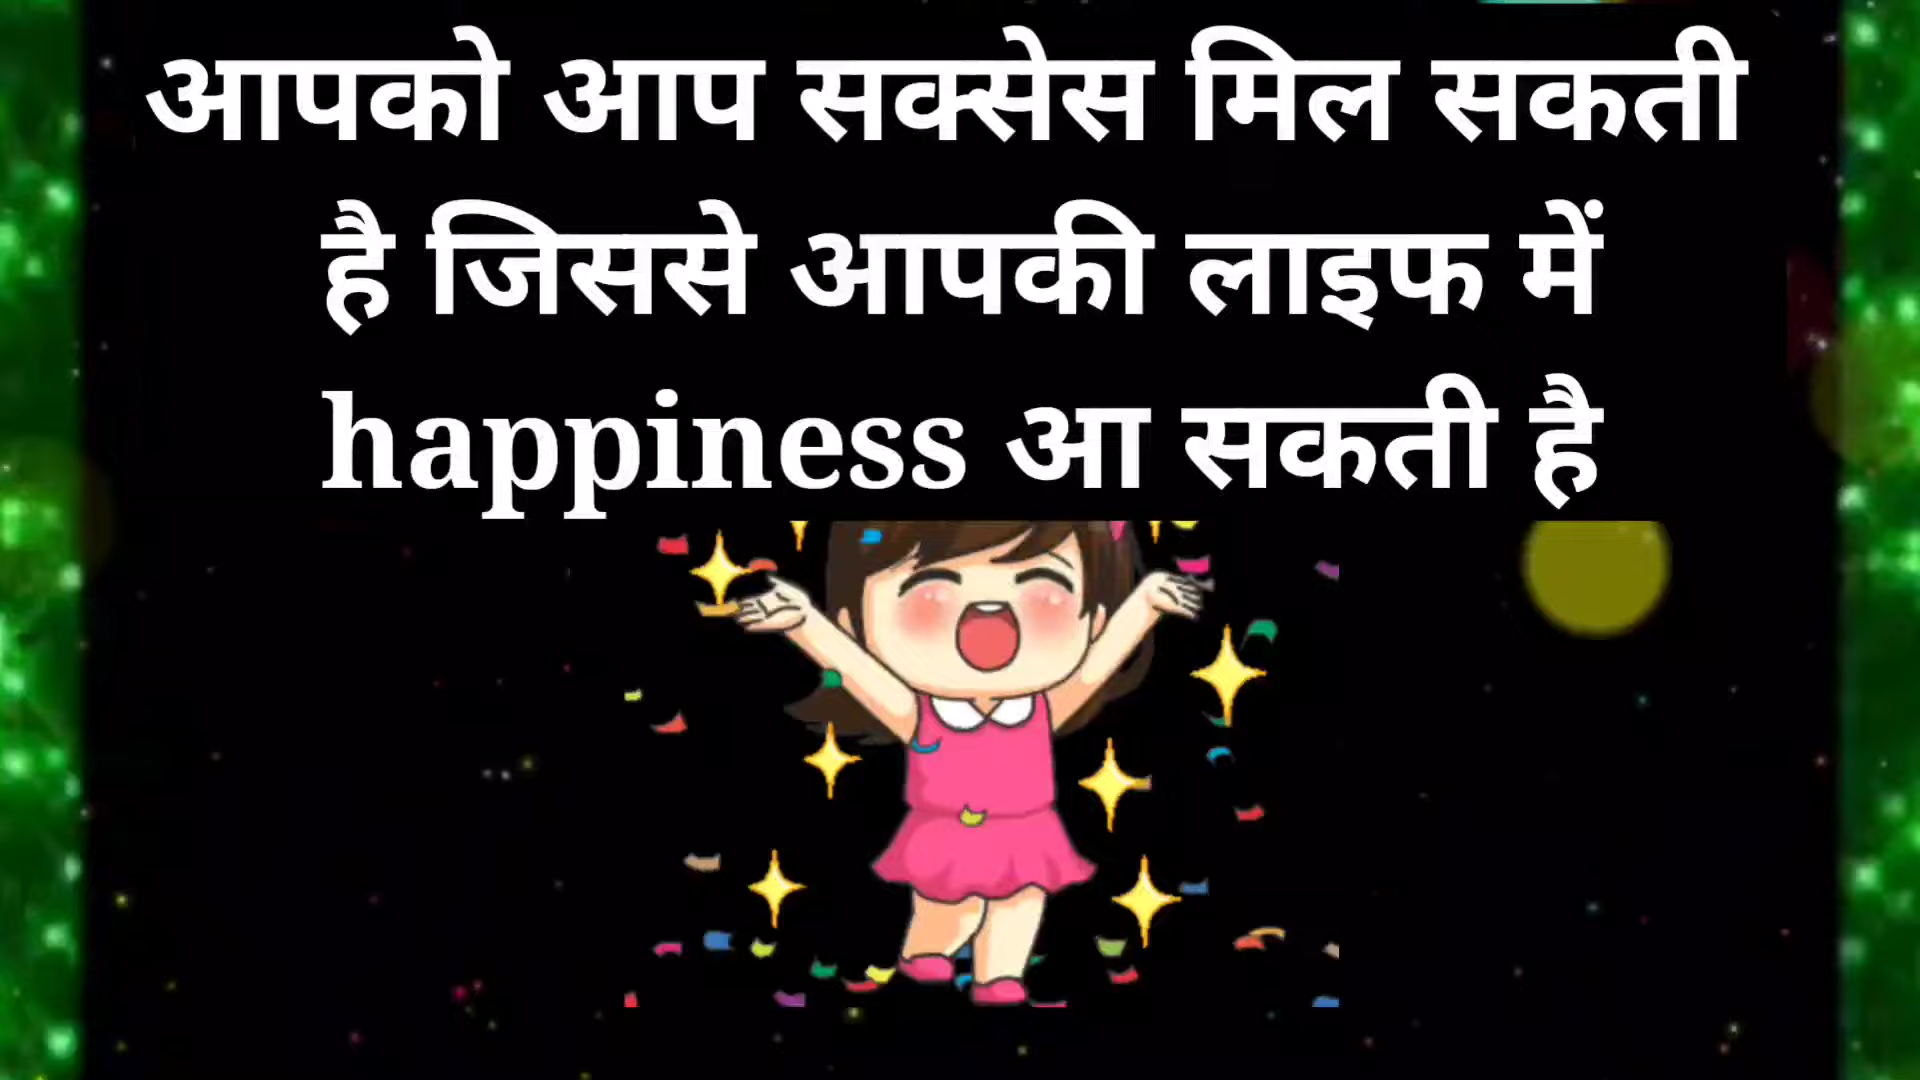 आपको आप सक्सेस मिल सकती
है जिससे आपकी लाइफ में
happiness आ सकती है